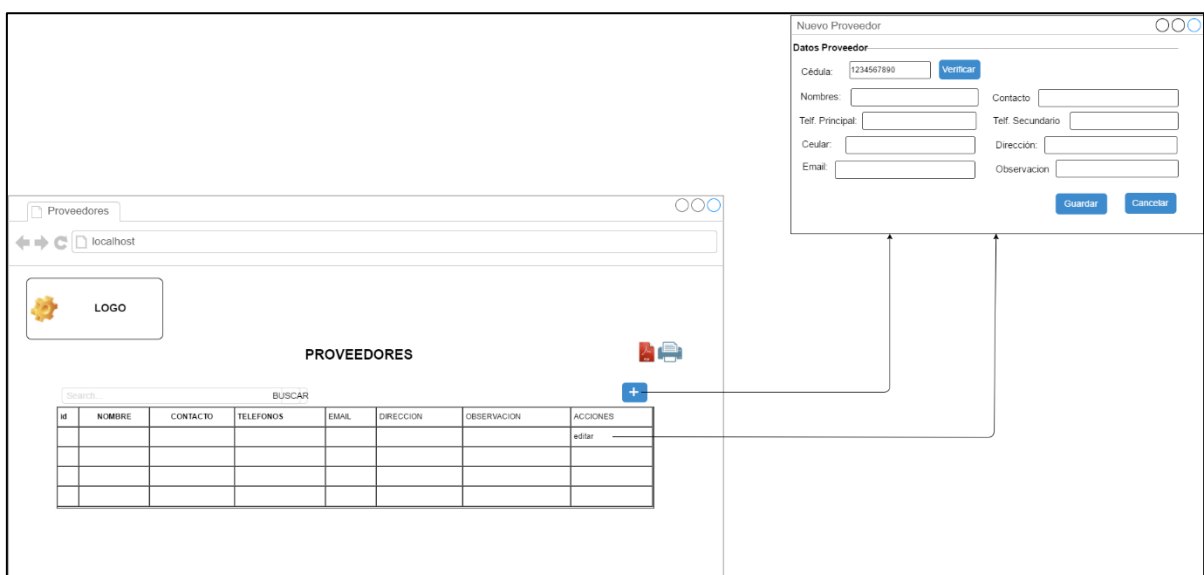 Nuevo Proveedor
Datos Proveedor
Cédula: 1234567890 Verificar
Nombres: Contacto
Telf. Principal: Telf. Secundario
Ceular: Dirección:
Email: Observacion
Guardar Cancelar
Proveedores
localhost
LOGO
PROVEEDORES
Search... BUSCAR +
id NOMBRE CONTACTO TELEFONOS EMAIL DIRECCION OBSERVACION ACCIONES
editar